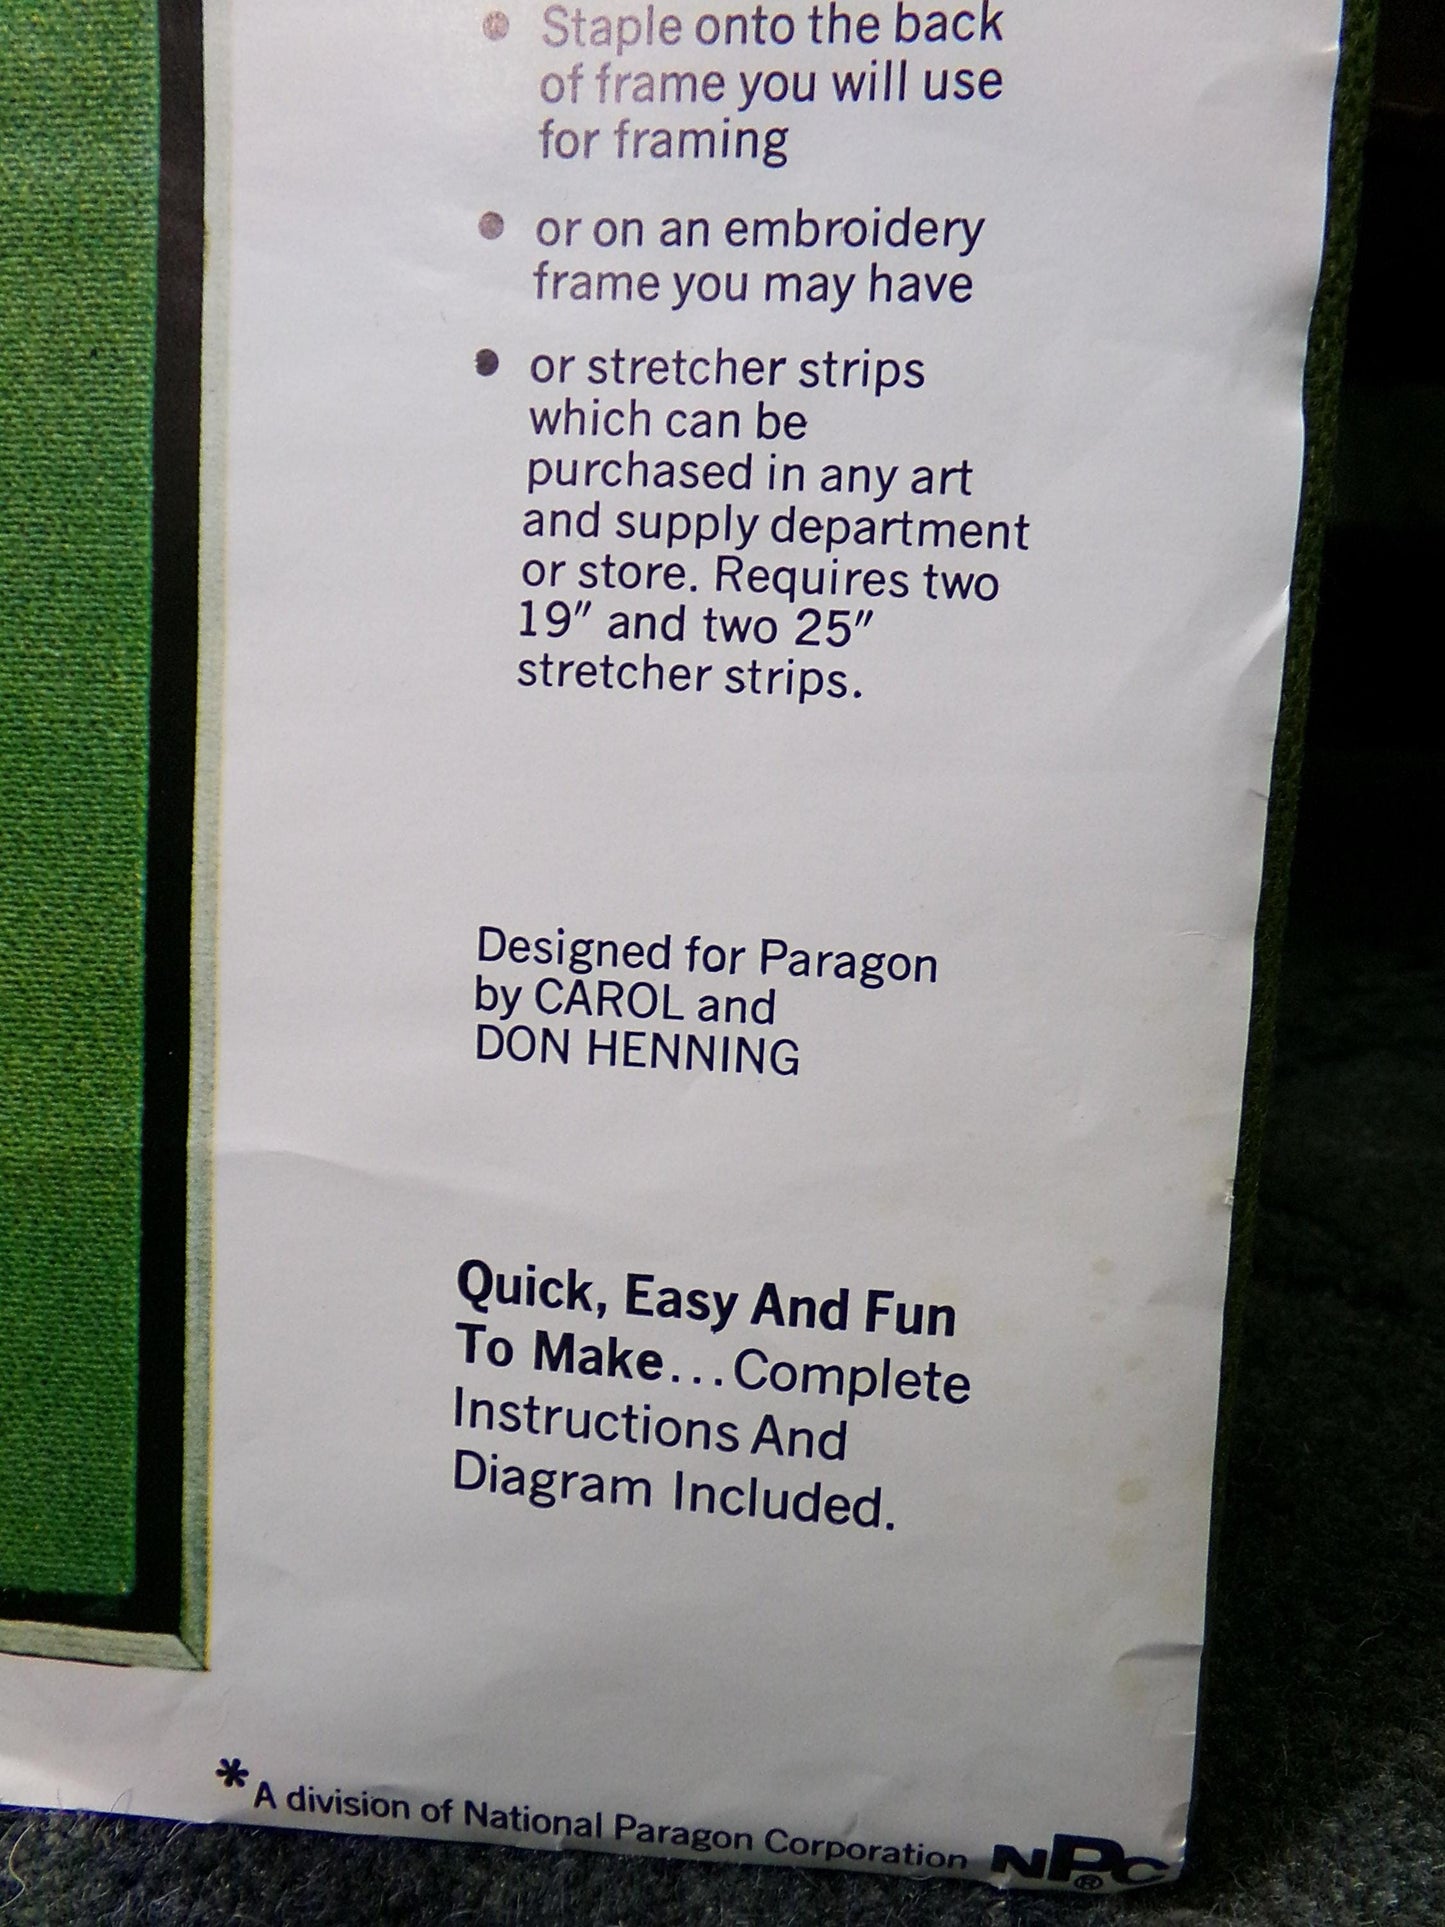 • Staple onto the back
of frame you will use
for framing
• or on an embroidery
frame you may have
• or stretcher strips
which can be
purchased in any art
and supply department
or store. Requires two
19" and two 25"
stretcher strips.
Designed for Paragon
by CAROL and
DON HENNING
Quick, Easy And Fun
To Make...Complete
Instructions And
Diagram Included.
* A division of National Paragon Corporation NPC®